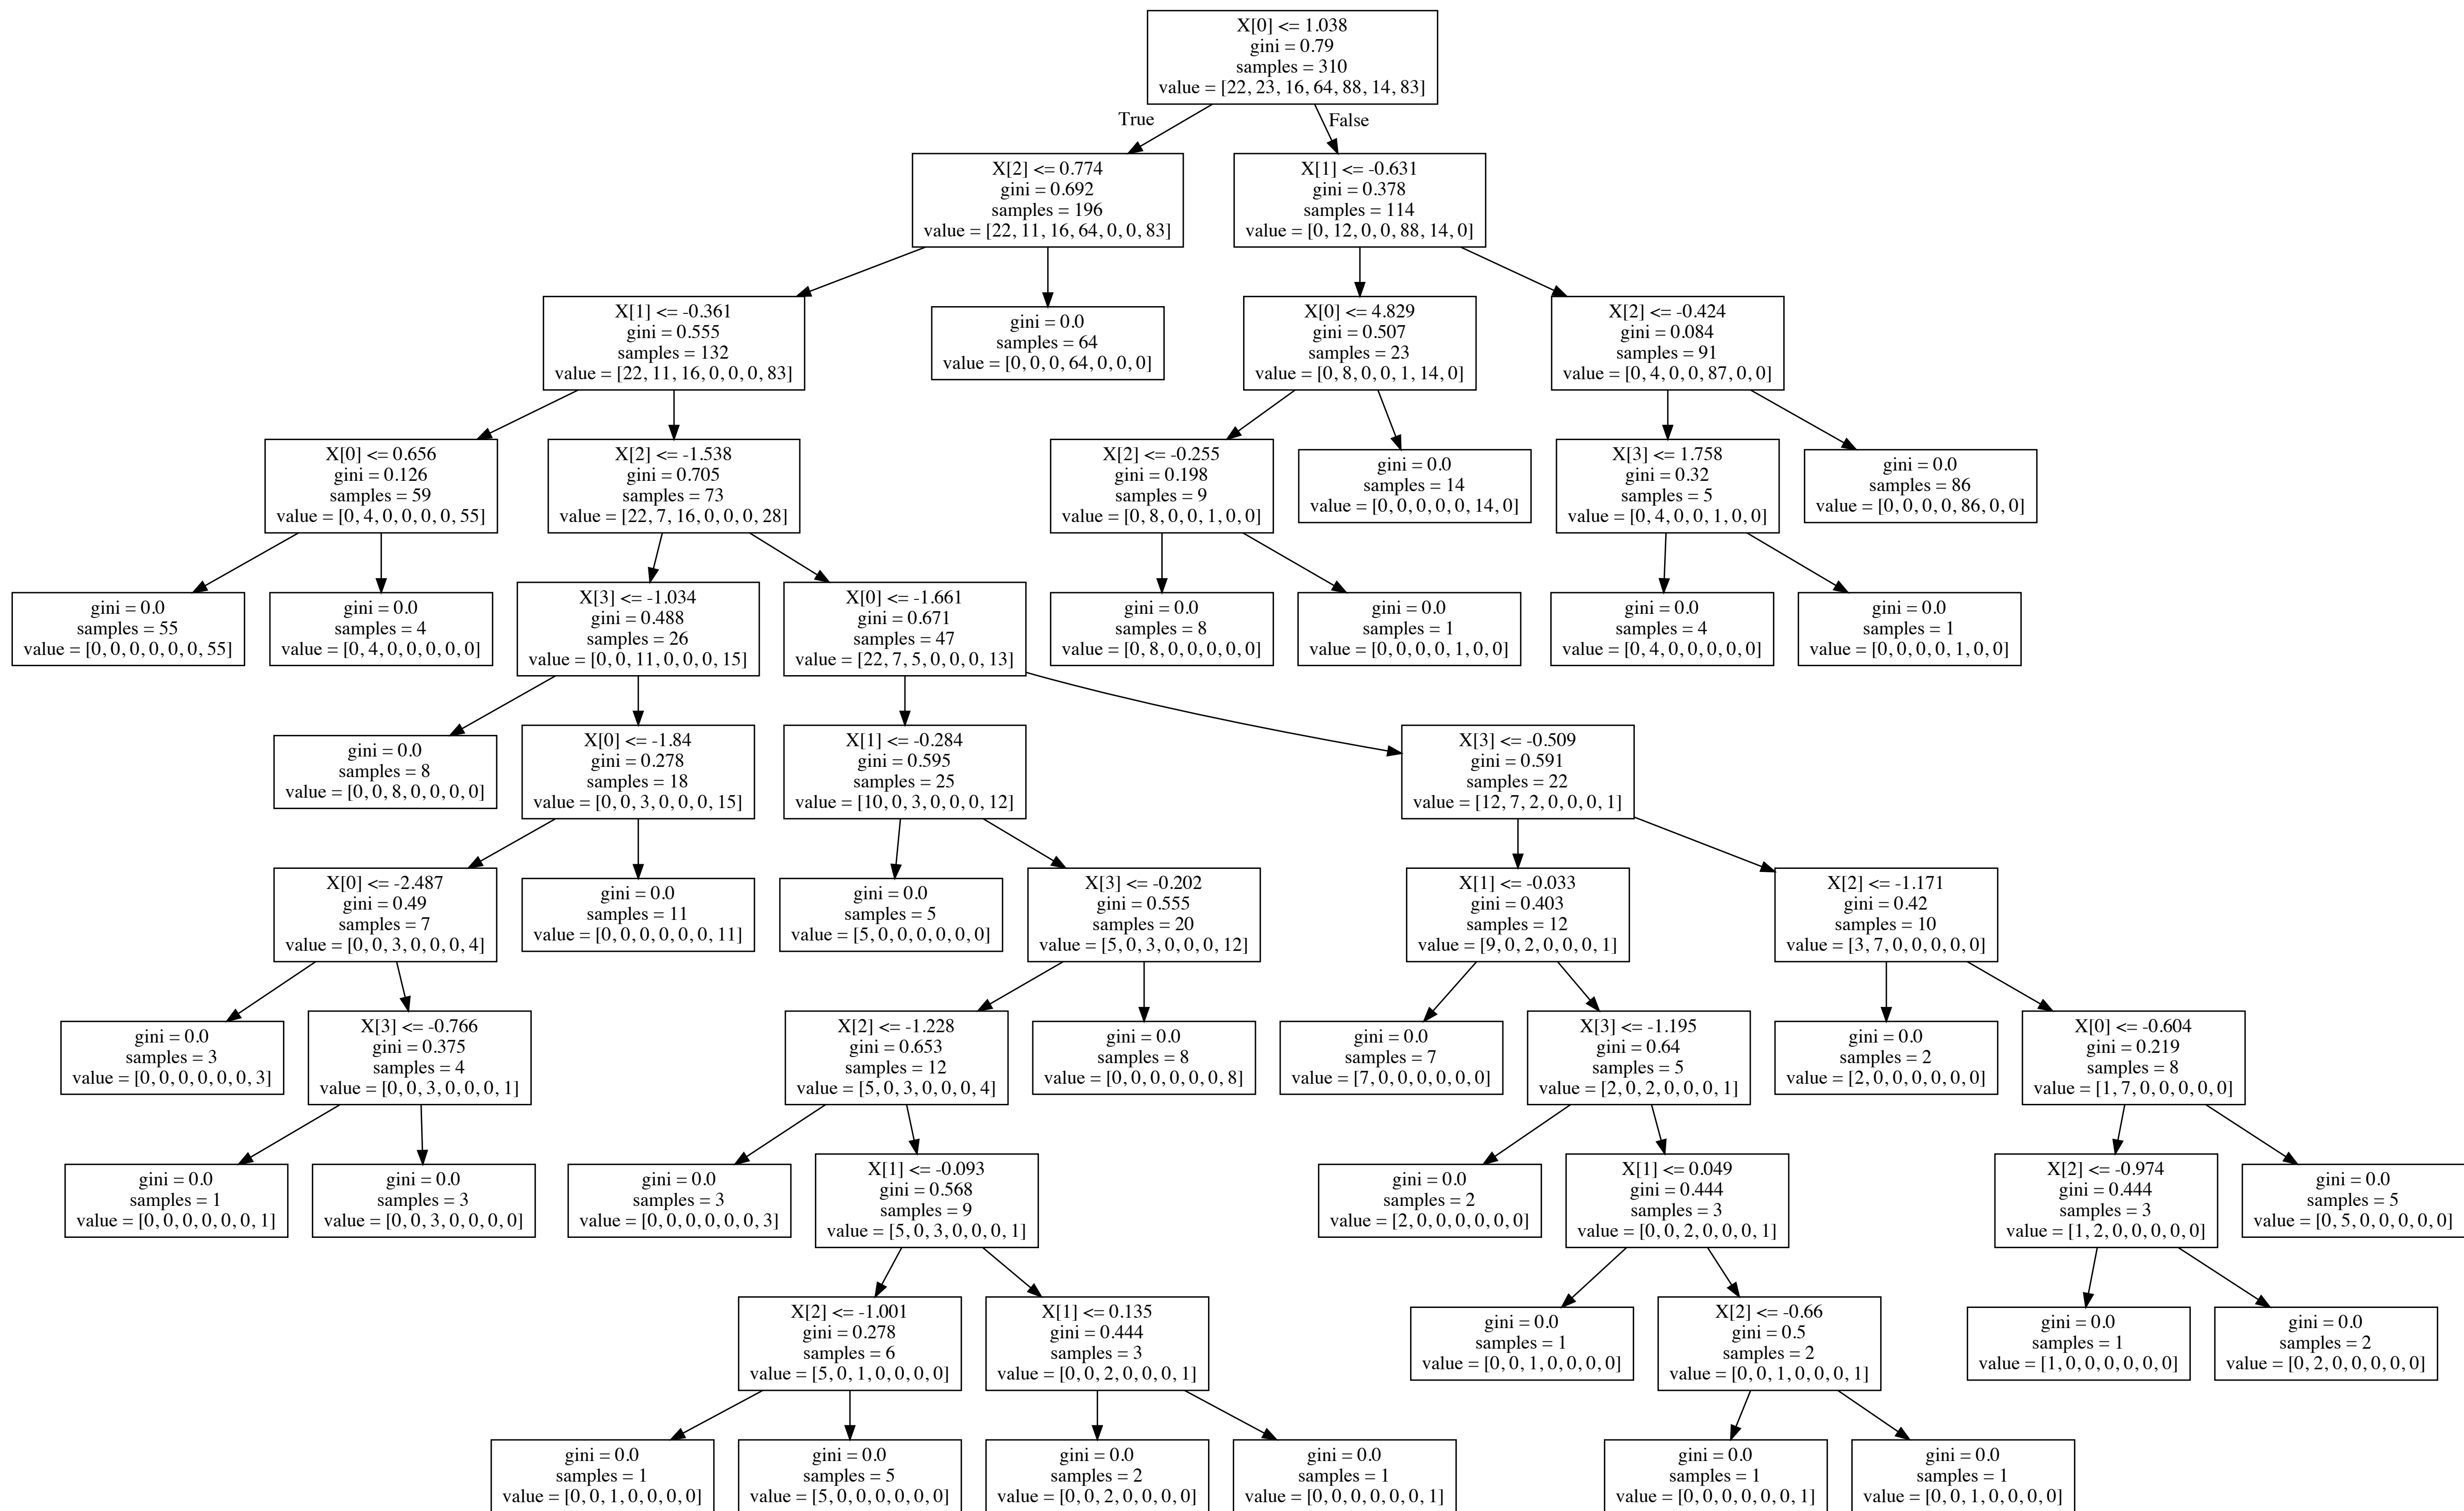 X[0] <= 1.038
gini = 0.79
samples = 310
value = [22, 23, 16, 64, 88, 14, 83]
True
False
X[2] <= 0.774
gini = 0.692
samples = 196
value = [22, 11, 16, 64, 0, 0, 83]
X[1] <= -0.631
gini = 0.378
samples = 114
value = [0, 12, 0, 0, 88, 14, 0]
X[1] <= -0.361
gini = 0.555
samples = 132
value = [22, 11, 16, 0, 0, 0, 83]
gini = 0.0
samples = 64
value = [0, 0, 0, 64, 0, 0, 0]
X[0] <= 4.829
gini = 0.507
samples = 23
value = [0, 8, 0, 0, 1, 14, 0]
X[2] <= -0.424
gini = 0.084
samples = 91
value = [0, 4, 0, 0, 87, 0, 0]
X[0] <= 0.656
gini = 0.126
samples = 59
value = [0, 4, 0, 0, 0, 0, 55]
X[2] <= -1.538
gini = 0.705
samples = 73
value = [22, 7, 16, 0, 0, 0, 28]
X[2] <= -0.255
gini = 0.198
samples = 9
value = [0, 8, 0, 0, 1, 0, 0]
gini = 0.0
samples = 14
value = [0, 0, 0, 0, 0, 14, 0]
X[3] <= 1.758
gini = 0.32
samples = 5
value = [0, 4, 0, 0, 1, 0, 0]
gini = 0.0
samples = 86
value = [0, 0, 0, 0, 86, 0, 0]
gini = 0.0
samples = 55
value = [0, 0, 0, 0, 0, 0, 55]
gini = 0.0
samples = 4
value = [0, 4, 0, 0, 0, 0, 0]
X[3] <= -1.034
gini = 0.488
samples = 26
value = [0, 0, 11, 0, 0, 0, 15]
X[0] <= -1.661
gini = 0.671
samples = 47
value = [22, 7, 5, 0, 0, 0, 13]
gini = 0.0
samples = 8
value = [0, 8, 0, 0, 0, 0, 0]
gini = 0.0
samples = 1
value = [0, 0, 0, 0, 1, 0, 0]
gini = 0.0
samples = 4
value = [0, 4, 0, 0, 0, 0, 0]
gini = 0.0
samples = 1
value = [0, 0, 0, 0, 1, 0, 0]
gini = 0.0
samples = 8
value = [0, 0, 8, 0, 0, 0, 0]
X[0] <= -1.84
gini = 0.278
samples = 18
value = [0, 0, 3, 0, 0, 0, 15]
X[1] <= -0.284
gini = 0.595
samples = 25
value = [10, 0, 3, 0, 0, 0, 12]
X[3] <= -0.509
gini = 0.591
samples = 22
value = [12, 7, 2, 0, 0, 0, 1]
X[0] <= -2.487
gini = 0.49
samples = 7
value = [0, 0, 3, 0, 0, 0, 4]
gini = 0.0
samples = 11
value = [0, 0, 0, 0, 0, 0, 11]
gini = 0.0
samples = 5
value = [5, 0, 0, 0, 0, 0, 0]
X[3] <= -0.202
gini = 0.555
samples = 20
value = [5, 0, 3, 0, 0, 0, 12]
X[1] <= -0.033
gini = 0.403
samples = 12
value = [9, 0, 2, 0, 0, 0, 1]
X[2] <= -1.171
gini = 0.42
samples = 10
value = [3, 7, 0, 0, 0, 0, 0]
gini = 0.0
samples = 3
value = [0, 0, 0, 0, 0, 0, 3]
X[3] <= -0.766
gini = 0.375
samples = 4
value = [0, 0, 3, 0, 0, 0, 1]
X[2] <= -1.228
gini = 0.653
samples = 12
value = [5, 0, 3, 0, 0, 0, 4]
gini = 0.0
samples = 8
value = [0, 0, 0, 0, 0, 0, 8]
gini = 0.0
samples = 7
value = [7, 0, 0, 0, 0, 0, 0]
X[3] <= -1.195
gini = 0.64
samples = 5
value = [2, 0, 2, 0, 0, 0, 1]
gini = 0.0
samples = 2
value = [2, 0, 0, 0, 0, 0, 0]
X[0] <= -0.604
gini = 0.219
samples = 8
value = [1, 7, 0, 0, 0, 0, 0]
gini = 0.0
samples = 1
value = [0, 0, 0, 0, 0, 0, 1]
gini = 0.0
samples = 3
value = [0, 0, 3, 0, 0, 0, 0]
gini = 0.0
samples = 3
value = [0, 0, 0, 0, 0, 0, 3]
X[1] <= -0.093
gini = 0.568
samples = 9
value = [5, 0, 3, 0, 0, 0, 1]
gini = 0.0
samples = 2
value = [2, 0, 0, 0, 0, 0, 0]
X[1] <= 0.049
gini = 0.444
samples = 3
value = [0, 0, 2, 0, 0, 0, 1]
X[2] <= -0.974
gini = 0.444
samples = 3
value = [1, 2, 0, 0, 0, 0, 0]
gini = 0.0
samples = 5
value = [0, 5, 0, 0, 0, 0, 0]
X[2] <= -1.001
gini = 0.278
samples = 6
value = [5, 0, 1, 0, 0, 0, 0]
X[1] <= 0.135
gini = 0.444
samples = 3
value = [0, 0, 2, 0, 0, 0, 1]
gini = 0.0
samples = 1
value = [0, 0, 1, 0, 0, 0, 0]
X[2] <= -0.66
gini = 0.5
samples = 2
value = [0, 0, 1, 0, 0, 0, 1]
gini = 0.0
samples = 1
value = [1, 0, 0, 0, 0, 0, 0]
gini = 0.0
samples = 2
value = [0, 2, 0, 0, 0, 0, 0]
gini = 0.0
samples = 1
value = [0, 0, 1, 0, 0, 0, 0]
gini = 0.0
samples = 5
value = [5, 0, 0, 0, 0, 0, 0]
gini = 0.0
samples = 2
value = [0, 0, 2, 0, 0, 0, 0]
gini = 0.0
samples = 1
value = [0, 0, 0, 0, 0, 0, 1]
gini = 0.0
samples = 1
value = [0, 0, 0, 0, 0, 0, 1]
gini = 0.0
samples = 1
value = [0, 0, 1, 0, 0, 0, 0]